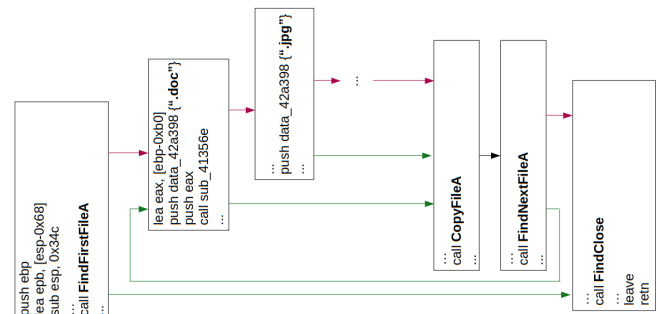 push ebp
lea epb, [esp-0x68]
sub esp, 0x34c
...
call FindFirstFileA
...
lea eax, [ebp-0xb0]
push data_42a398 {“.doc”}
push eax
call sub_41356e
...
...
push data_42a398 {“.jpg”}
...
...
...
call CopyFileA
...
...
call FindNextFileA
...
...
call FindClose
...
leave
retn